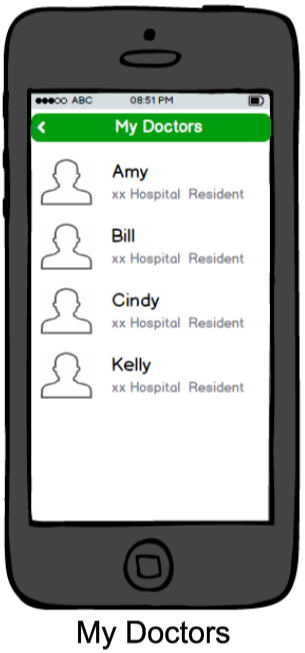 ABC 08:51 PM
My Doctors
Amy
xx Hospital Resident
Bill
xx Hospital Resident
Cindy
xx Hospital Resident
Kelly
xx Hospital Resident
My Doctors